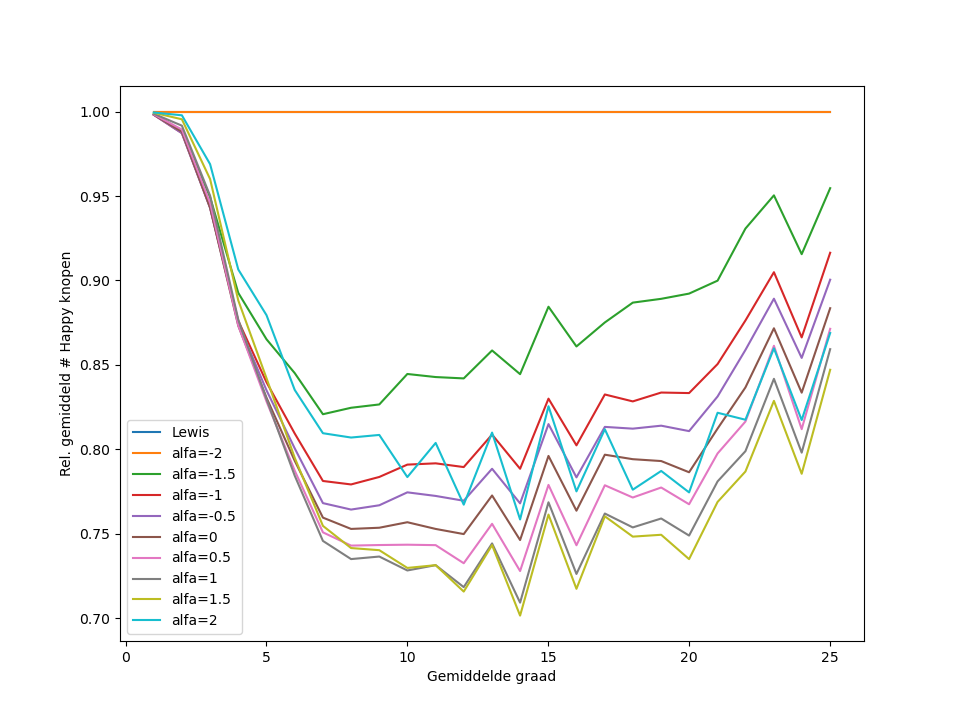 1.00
0.95
0.90
0.85
0.80
0.75
0.70
Rel. gemiddeld # Happy knopen
Lewis
alfa=-2
alfa=-1.5
alfa=-1
alfa=-0.5
alfa=0
alfa=0.5
alfa=1
alfa=1.5
alfa=2
0 5 10 15 20 25
Gemiddelde graad